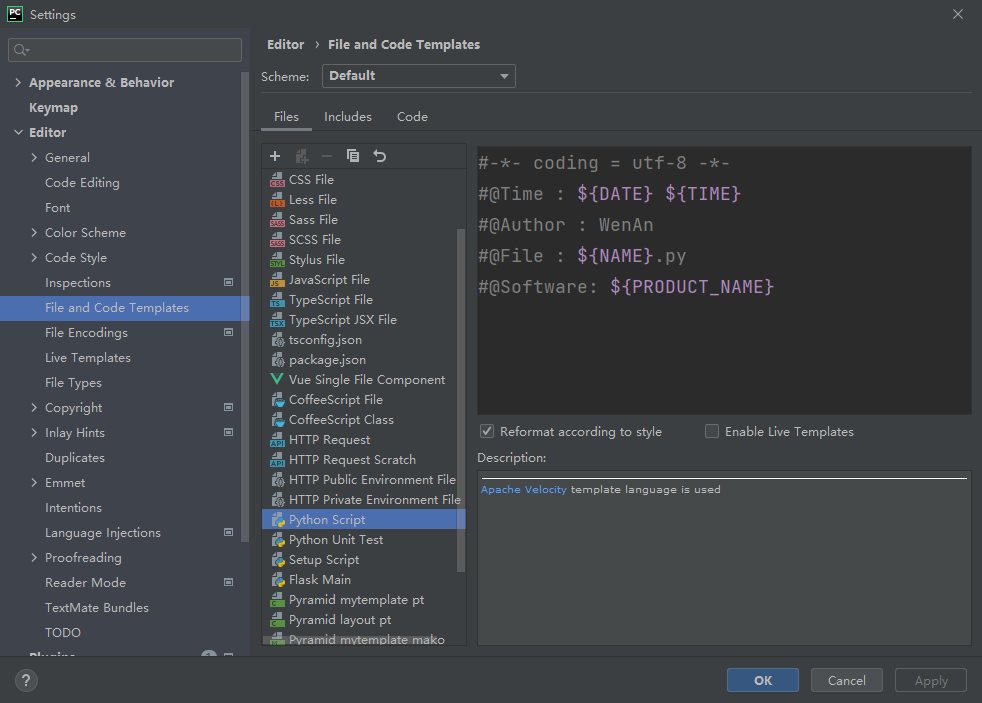 PC Settings
Appearance & Behavior
Keymap
Editor
General
Code Editing
Font
Color Scheme
Code Style
Inspections
File and Code Templates
File Encodings
Live Templates
File Types
Copyright
Inlay Hints
Duplicates
Emmet
Intentions
Language Injections
Proofreading
Reader Mode
TextMate Bundles
TODO
Plugins
Editor › File and Code Templates
Scheme: Default
Files Includes Code
CSS File
Less File
Sass File
SCSS File
Stylus File
JavaScript File
TypeScript File
TypeScript JSX File
tsconfig.json
package.json
Vue Single File Component
CoffeeScript File
CoffeeScript Class
HTTP Request
HTTP Request Scratch
HTTP Public Environment File
HTTP Private Environment File
Python Script
Python Unit Test
Setup Script
Flask Main
Pyramid mytemplate pt
Pyramid layout pt
Pyramid mytemplate mako
#-*- coding = utf-8 -*-
#@Time : ${DATE} ${TIME}
#@Author : WenAn
#@File : ${NAME}.py
#@Software: ${PRODUCT_NAME}
Reformat according to style Enable Live Templates
Description:
Apache Velocity template language is used
? OK Cancel Apply